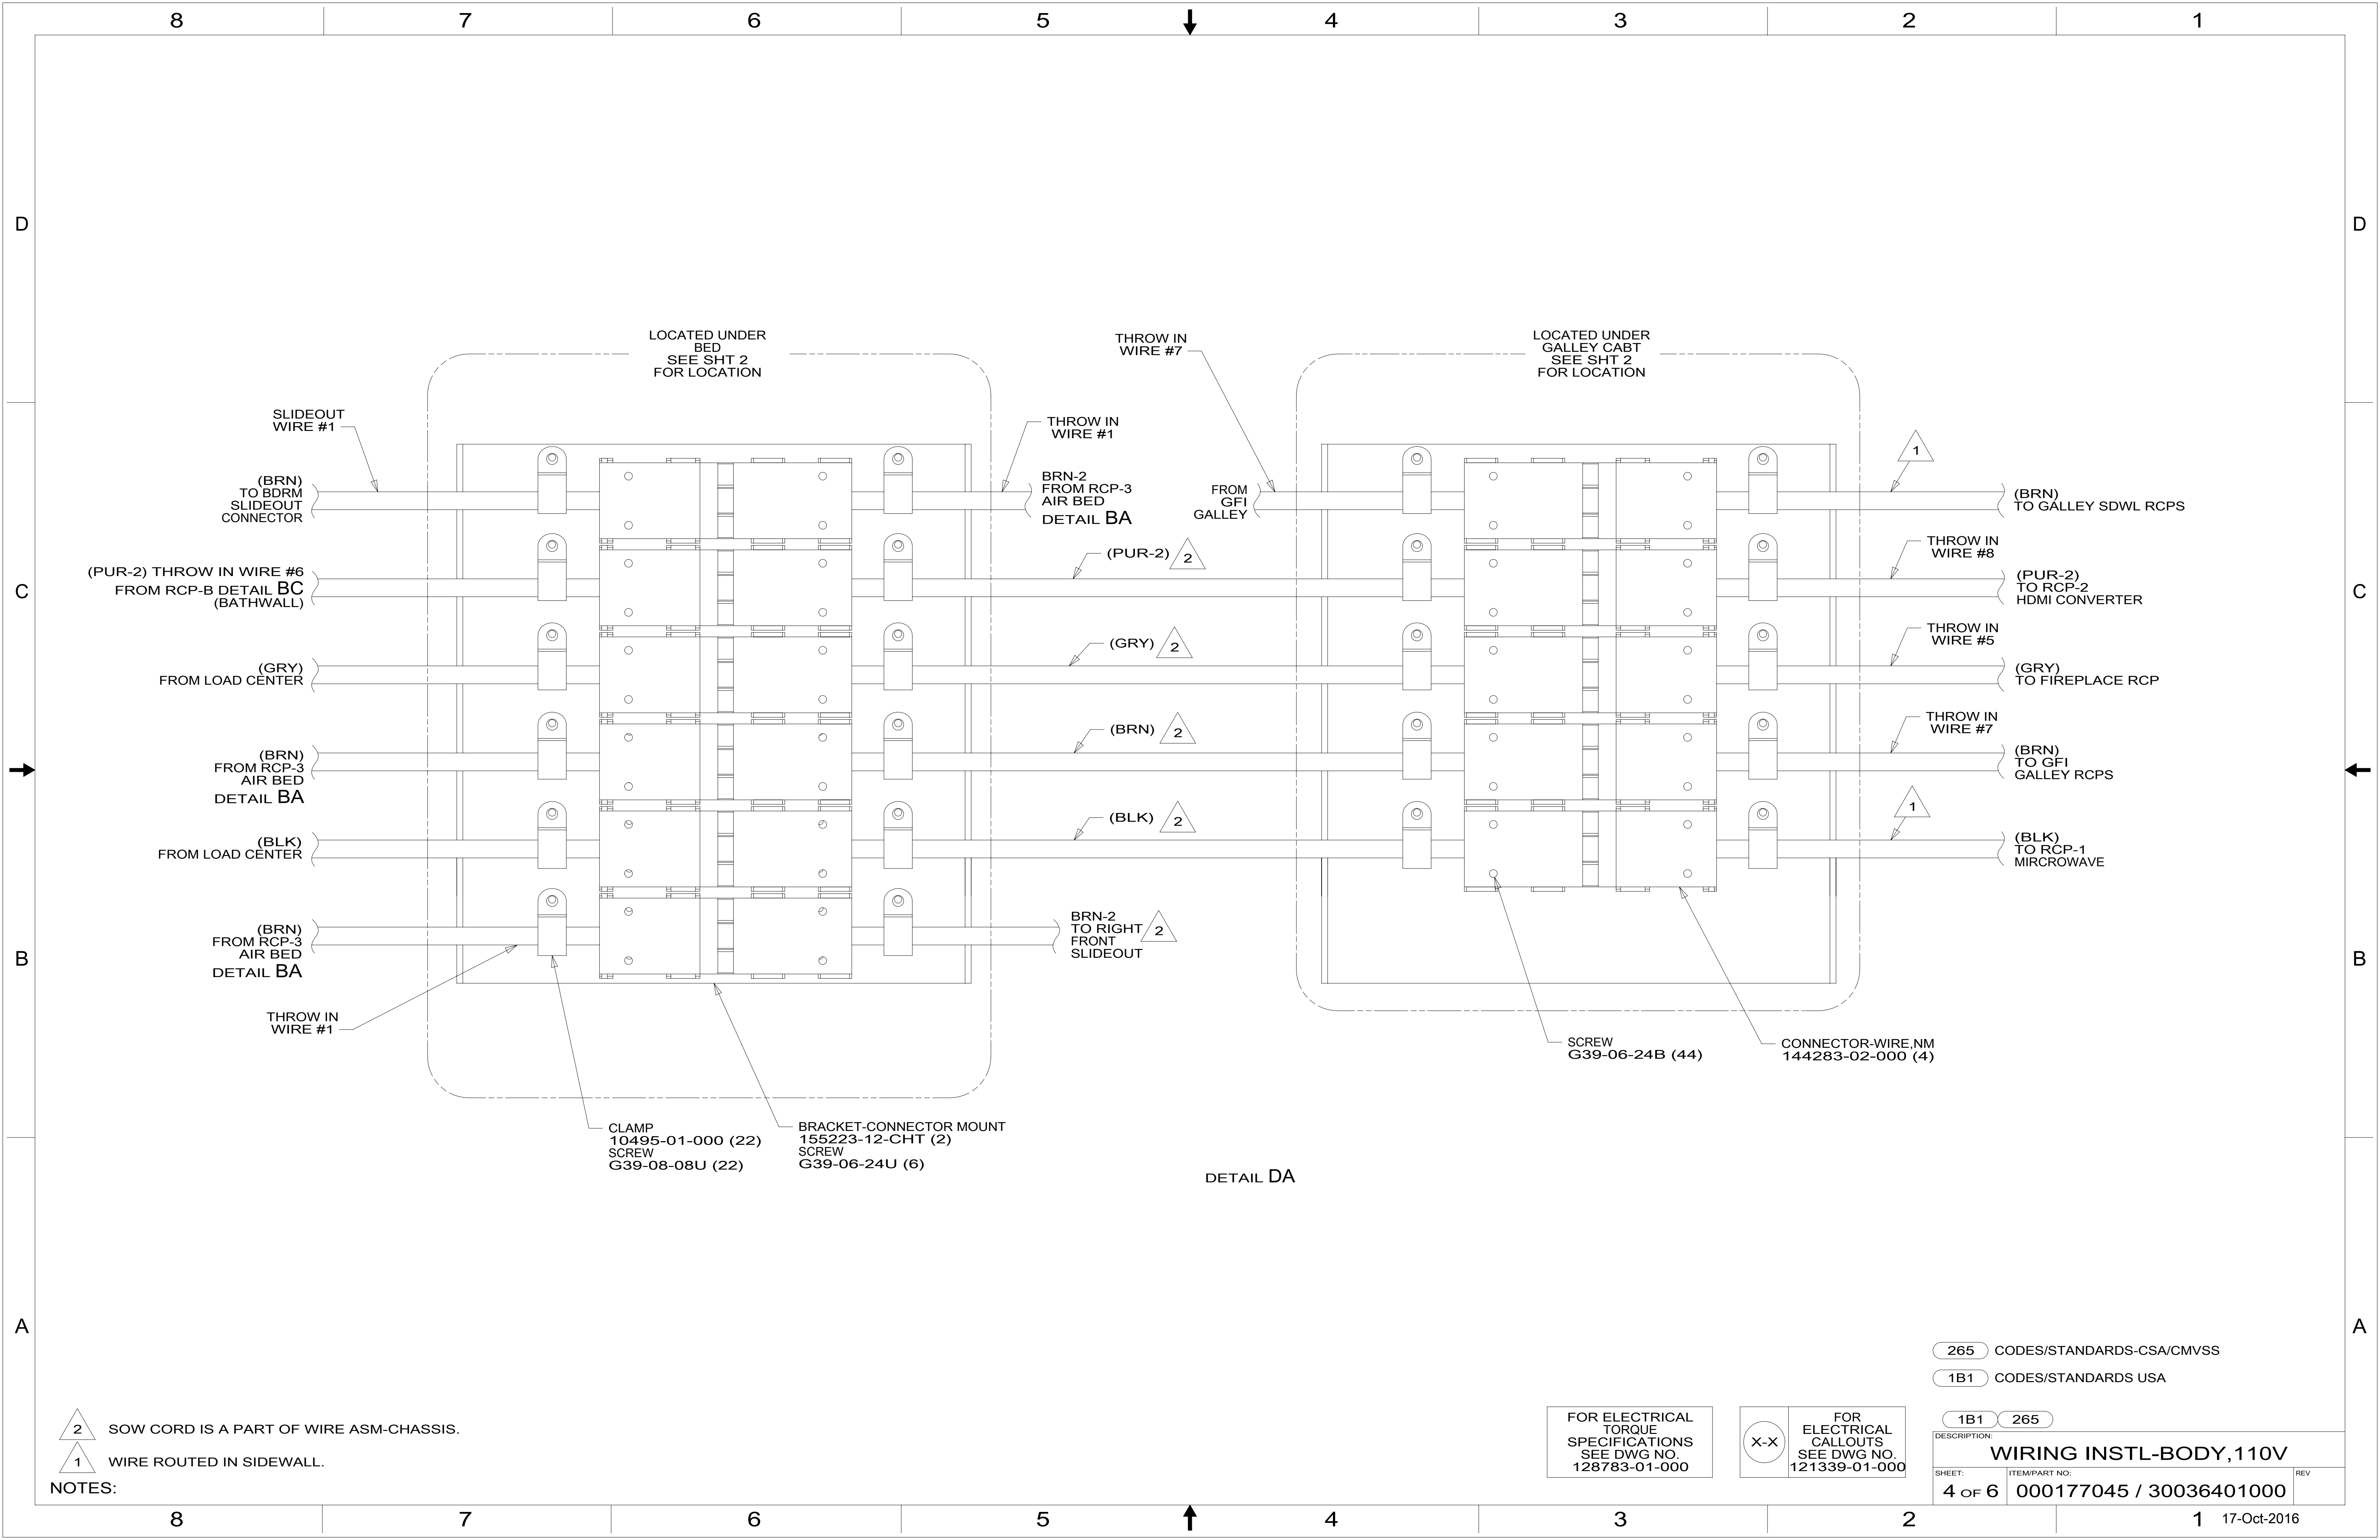 8 7 6 5 4 3 2 1
D
D
LOCATED UNDER
BED
SEE SHT 2
FOR LOCATION
THROW IN
WIRE #7
LOCATED UNDER
GALLEY CABT
SEE SHT 2
FOR LOCATION
SLIDEOUT
WIRE #1
THROW IN
WIRE #1
1
(BRN)
TO BDRM
SLIDEOUT
CONNECTOR
BRN-2
FROM RCP-3
AIR BED
DETAIL BA
FROM
GFI
GALLEY
(BRN)
TO GALLEY SDWL RCPS
(PUR-2) 2
THROW IN
WIRE #8
C
(PUR-2) THROW IN WIRE #6
FROM RCP-B DETAIL BC
(BATHWALL)
(PUR-2)
TO RCP-2
HDMI CONVERTER
C
(GRY) 2
THROW IN
WIRE #5
(GRY)
FROM LOAD CENTER
(GRY)
TO FIREPLACE RCP
(BRN) 2
THROW IN
WIRE #7
(BRN)
FROM RCP-3
AIR BED
DETAIL BA
(BRN)
TO GFI
GALLEY RCPS
(BLK) 2
1
(BLK)
FROM LOAD CENTER
(BLK)
TO RCP-1
MIRCROWAVE
B
(BRN)
FROM RCP-3
AIR BED
DETAIL BA
BRN-2
TO RIGHT
FRONT
SLIDEOUT
2
B
THROW IN
WIRE #1
SCREW
G39-06-24B (44)
CONNECTOR-WIRE,NM
144283-02-000 (4)
CLAMP
10495-01-000 (22)
SCREW
G39-08-08U (22)
BRACKET-CONNECTOR MOUNT
155223-12-CHT (2)
SCREW
G39-06-24U (6)
DETAIL DA
A
A
265 CODES/STANDARDS-CSA/CMVSS
1B1 CODES/STANDARDS USA
2 SOW CORD IS A PART OF WIRE ASM-CHASSIS.
1 WIRE ROUTED IN SIDEWALL.
NOTES:
FOR ELECTRICAL
TORQUE
SPECIFICATIONS
SEE DWG NO.
128783-01-000
X-X
FOR
ELECTRICAL
CALLOUTS
SEE DWG NO.
121339-01-000
1B1 265
DESCRIPTION:
WIRING INSTL-BODY,110V
SHEET:
4 OF 6
ITEM/PART NO:
000177045 / 30036401000
REV
8 7 6 5 4 3 2 1
17-Oct-2016